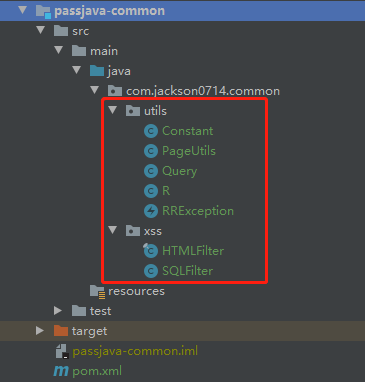 passjava-common
src
main
java
com.jackson0714.common
utils
Constant
PageUtils
Query
R
RRException
xss
HTMLFilter
SQLFilter
resources
test
target
passjava-common.iml
pom.xml